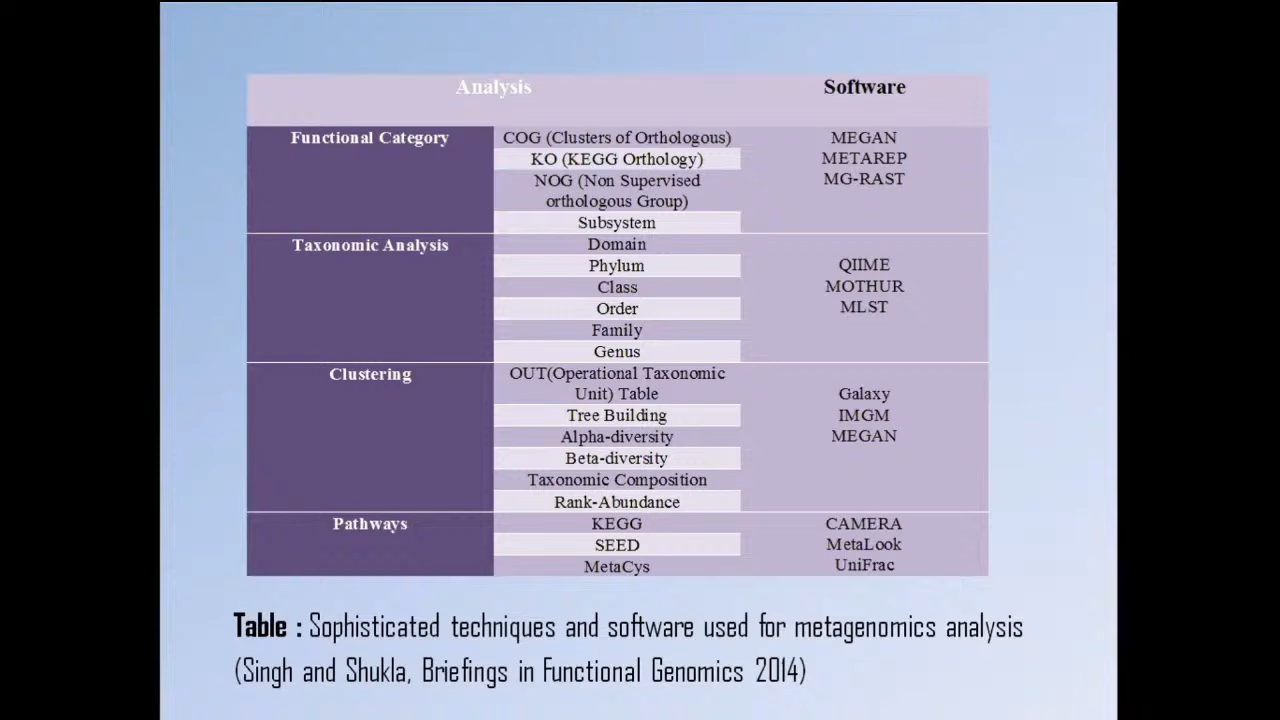 Analysis Software
Functional Category COG (Clusters of Orthologous) MEGAN
KO (KEGG Orthology) METAREP
NOG (Non Supervised MG-RAST
orthologous Group)
Subsystem
Taxonomic Analysis Domain
Phylum QIIME
Class MOTHUR
Order MLST
Family
Genus
Clustering OUT(Operational Taxonomic
Unit) Table Galaxy
Tree Building IMGM
Alpha-diversity MEGAN
Beta-diversity
Taxonomic Composition
Rank-Abundance
Pathways KEGG CAMERA
SEED MetaLook
MetaCys UniFrac
Table : Sophisticated techniques and software used for metagenomics analysis
(Singh and Shukla, Briefings in Functional Genomics 2014)